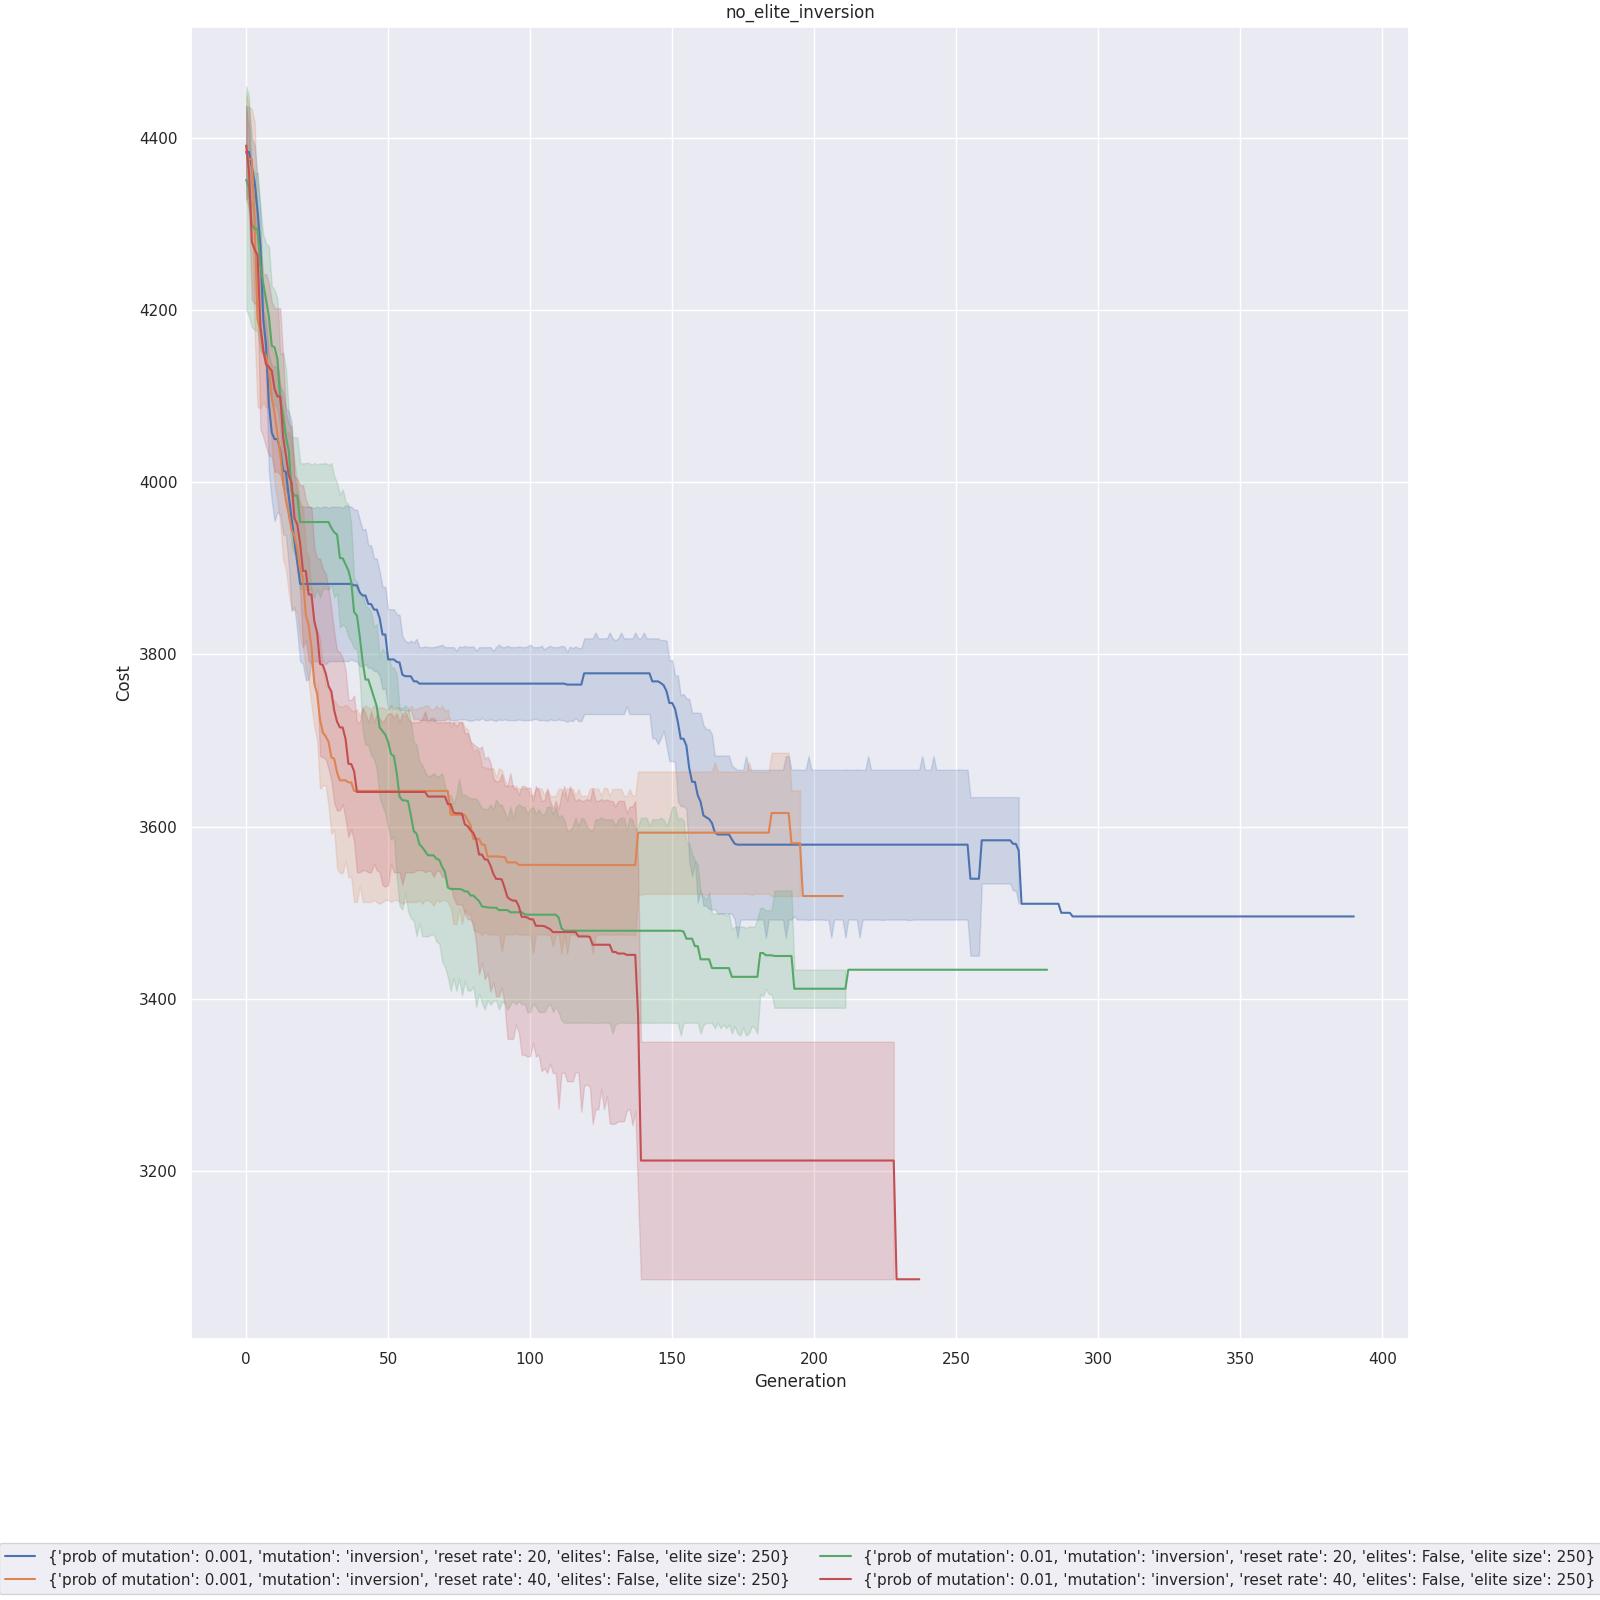 no_elite_inversion
4400
4200
4000
3800
3600
3400
3200
Cost
0 50 100 150 200 250 300 350 400
Generation
{'prob of mutation': 0.001, 'mutation': 'inversion', 'reset rate': 20, 'elites': False, 'elite size': 250}
{'prob of mutation': 0.001, 'mutation': 'inversion', 'reset rate': 40, 'elites': False, 'elite size': 250}
{'prob of mutation': 0.01, 'mutation': 'inversion', 'reset rate': 20, 'elites': False, 'elite size': 250}
{'prob of mutation': 0.01, 'mutation': 'inversion', 'reset rate': 40, 'elites': False, 'elite size': 250}